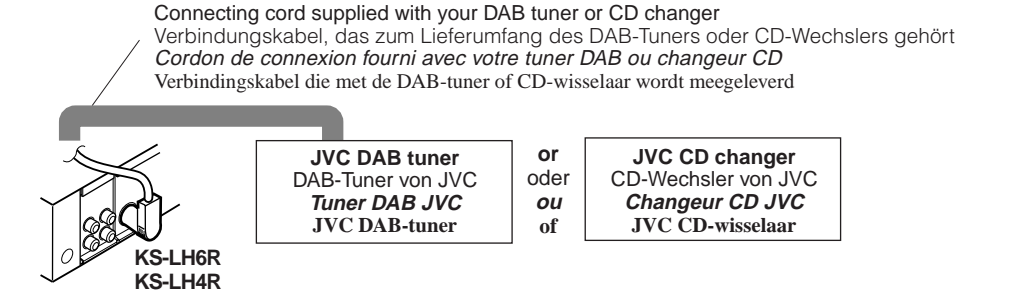 Connecting cord supplied with your DAB tuner or CD changer
Verbindungskabel, das zum Lieferumfang des DAB-Tuners oder CD-Wechslers gehört
Cordon de connexion fourni avec votre tuner DAB ou changeur CD
Verbindingskabel die met de DAB-tuner of CD-wisselaar wordt meegeleverd
JVC DAB tuner
DAB-Tuner von JVC
Tuner DAB JVC
JVC DAB-tuner
or
oder
ou
of
JVC CD changer
CD-Wechsler von JVC
Changeur CD JVC
JVC CD-wisselaar
KS-LH6R
KS-LH4R